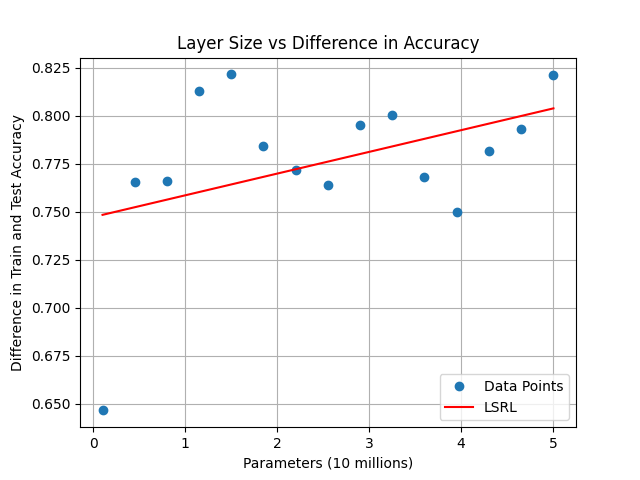 Layer Size vs Difference in Accuracy
Difference in Train and Test Accuracy
0.825
0.800
0.775
0.750
0.725
0.700
0.675
0.650
Data Points
LSRL
0 1 2 3 4 5
Parameters (10 millions)